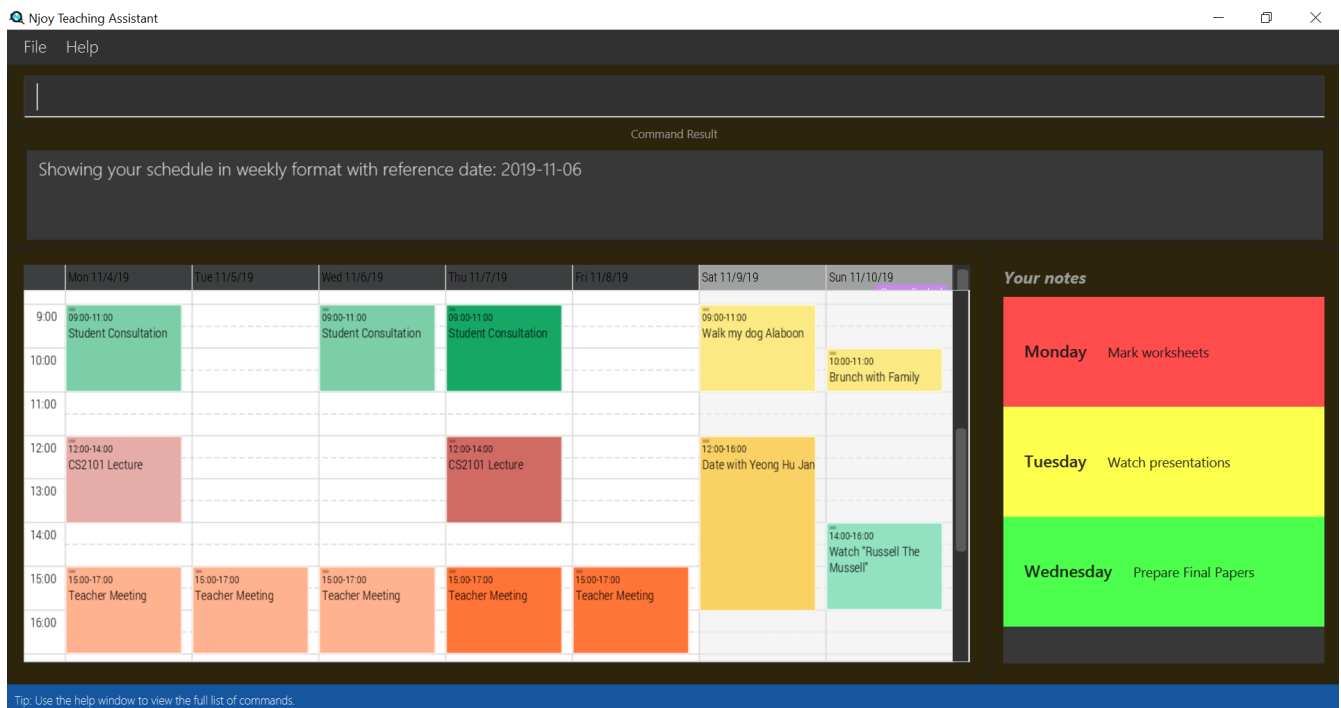 Njoy Teaching Assistant
File Help
Command Result
Showing your schedule in weekly format with reference date: 2019-11-06
Mon 11/4/19 Tue 11/5/19 Wed 11/6/19 Thu 11/7/19 Fri 11/8/19 Sat 11/9/19 Sun 11/10/19
9:00
10:00
11:00
12:00
13:00
14:00
15:00
16:00
09:00-11:00
Student Consultation
12:00-14:00
CS2101 Lecture
15:00-17:00
Teacher Meeting
15:00-17:00
Teacher Meeting
09:00-11:00
Student Consultation
15:00-17:00
Teacher Meeting
09:00-11:00
Student Consultation
12:00-14:00
CS2101 Lecture
15:00-17:00
Teacher Meeting
15:00-17:00
Teacher Meeting
09:00-11:00
Walk my dog Alaboon
12:00-16:00
Date with Yeong Hu Jan
10:00-11:00
Brunch with Family
14:00-16:00
Watch "Russell The
Mussell"
Your notes
Monday Mark worksheets
Tuesday Watch presentations
Wednesday Prepare Final Papers
Tip: Use the help window to view the full list of commands.